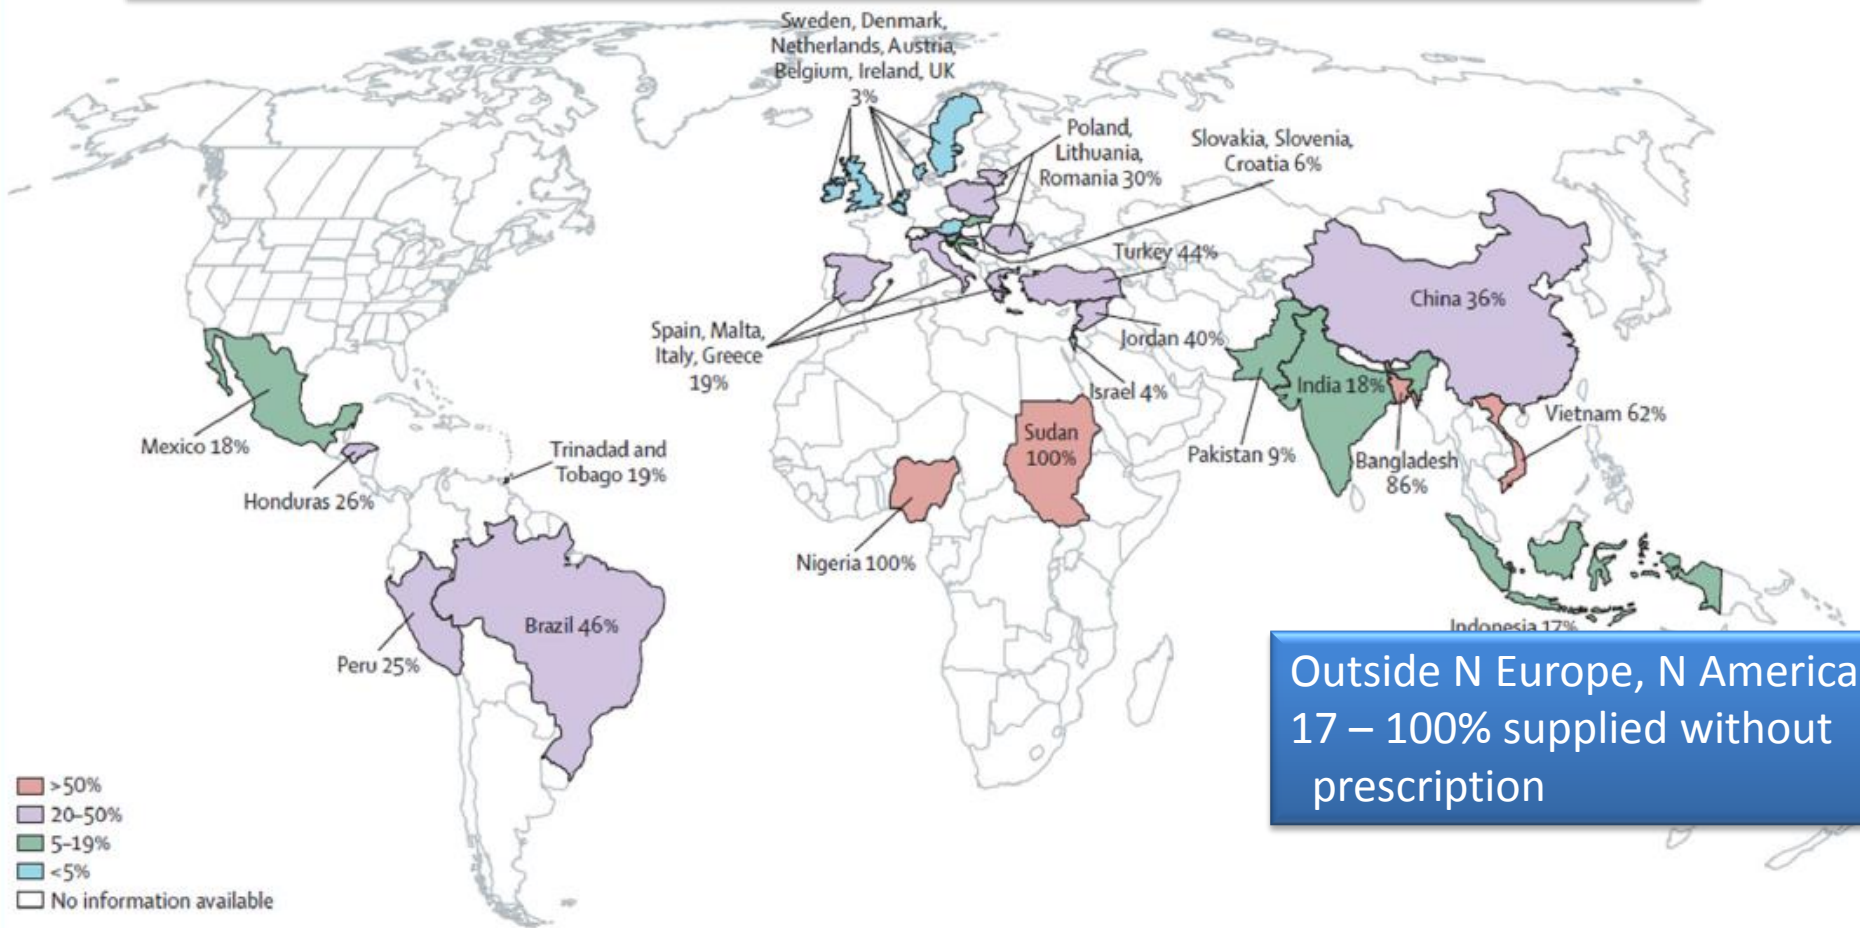 Sweden, Denmark,
Netherlands, Austria,
Belgium, Ireland, UK
3%
Poland,
Lithuania,
Romania 30%
Slovakia, Slovenia,
Croatia 6%
Turkey 44%
China 36%
Spain, Malta,
Italy, Greece
19%
Jordan 40%
Israel 4%
India 18%
Vietnam 62%
Mexico 18%
Sudan
100%
Pakistan 9%
Bangladesh
86%
Trinadad and
Tobago 19%
Honduras 26%
Nigeria 100%
Brazil 46%
Indonesia 17%
Peru 25%
Outside N Europe, N America
17 – 100% supplied without
prescription
>50%
20–50%
5–19%
<5%
No information available